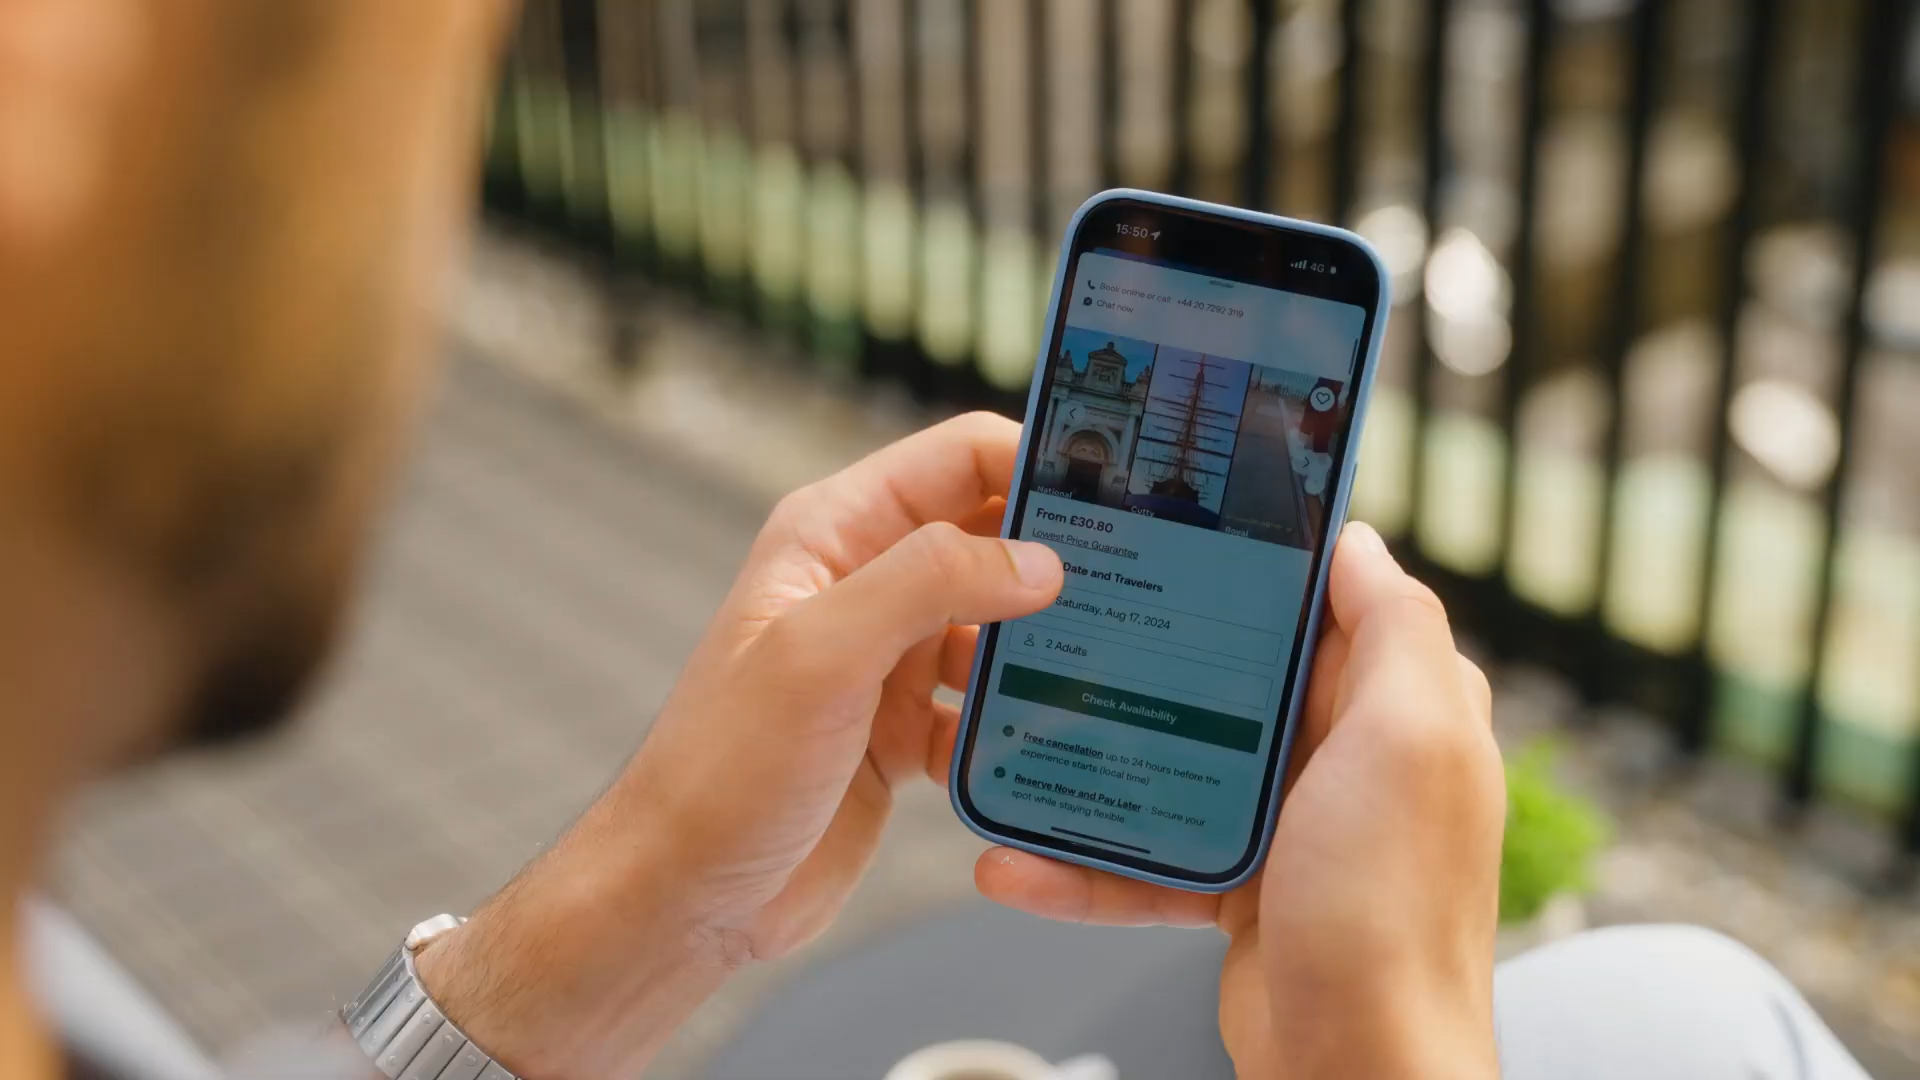 15:50
4G
Book online or call +44 20 7292 3119
Chat now
National
Cutty
Royal
From £30.80
Lowest Price Guarantee
Date and Travelers
Saturday, Aug 17, 2024
2 Adults
Check Availability
Free cancellation up to 24 hours before the
experience starts (local time)
Reserve Now and Pay Later - Secure your
spot while staying flexible